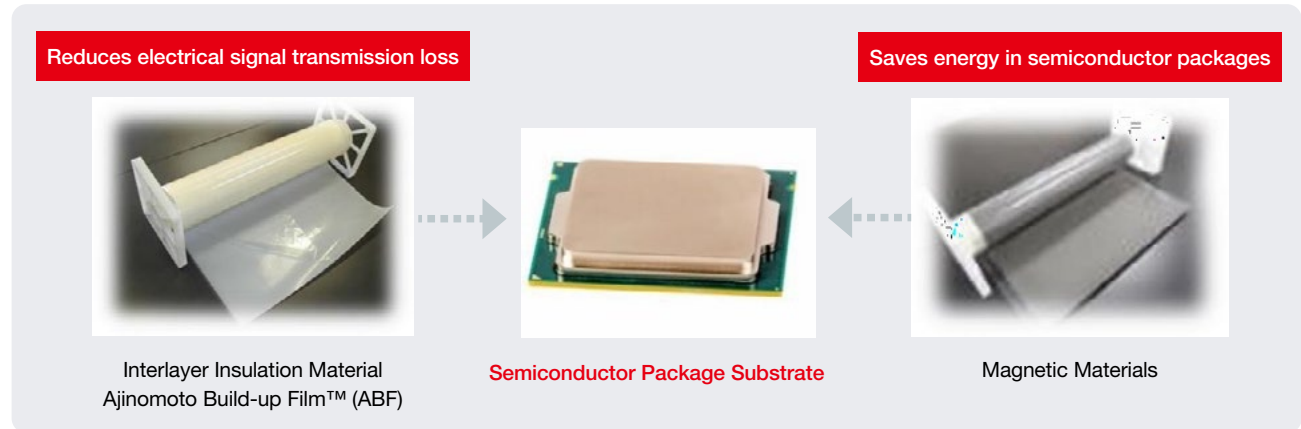 Reduces electrical signal transmission loss
Saves energy in semiconductor packages
Interlayer Insulation Material
Ajinomoto Build-up Film™ (ABF)
Semiconductor Package Substrate
Magnetic Materials